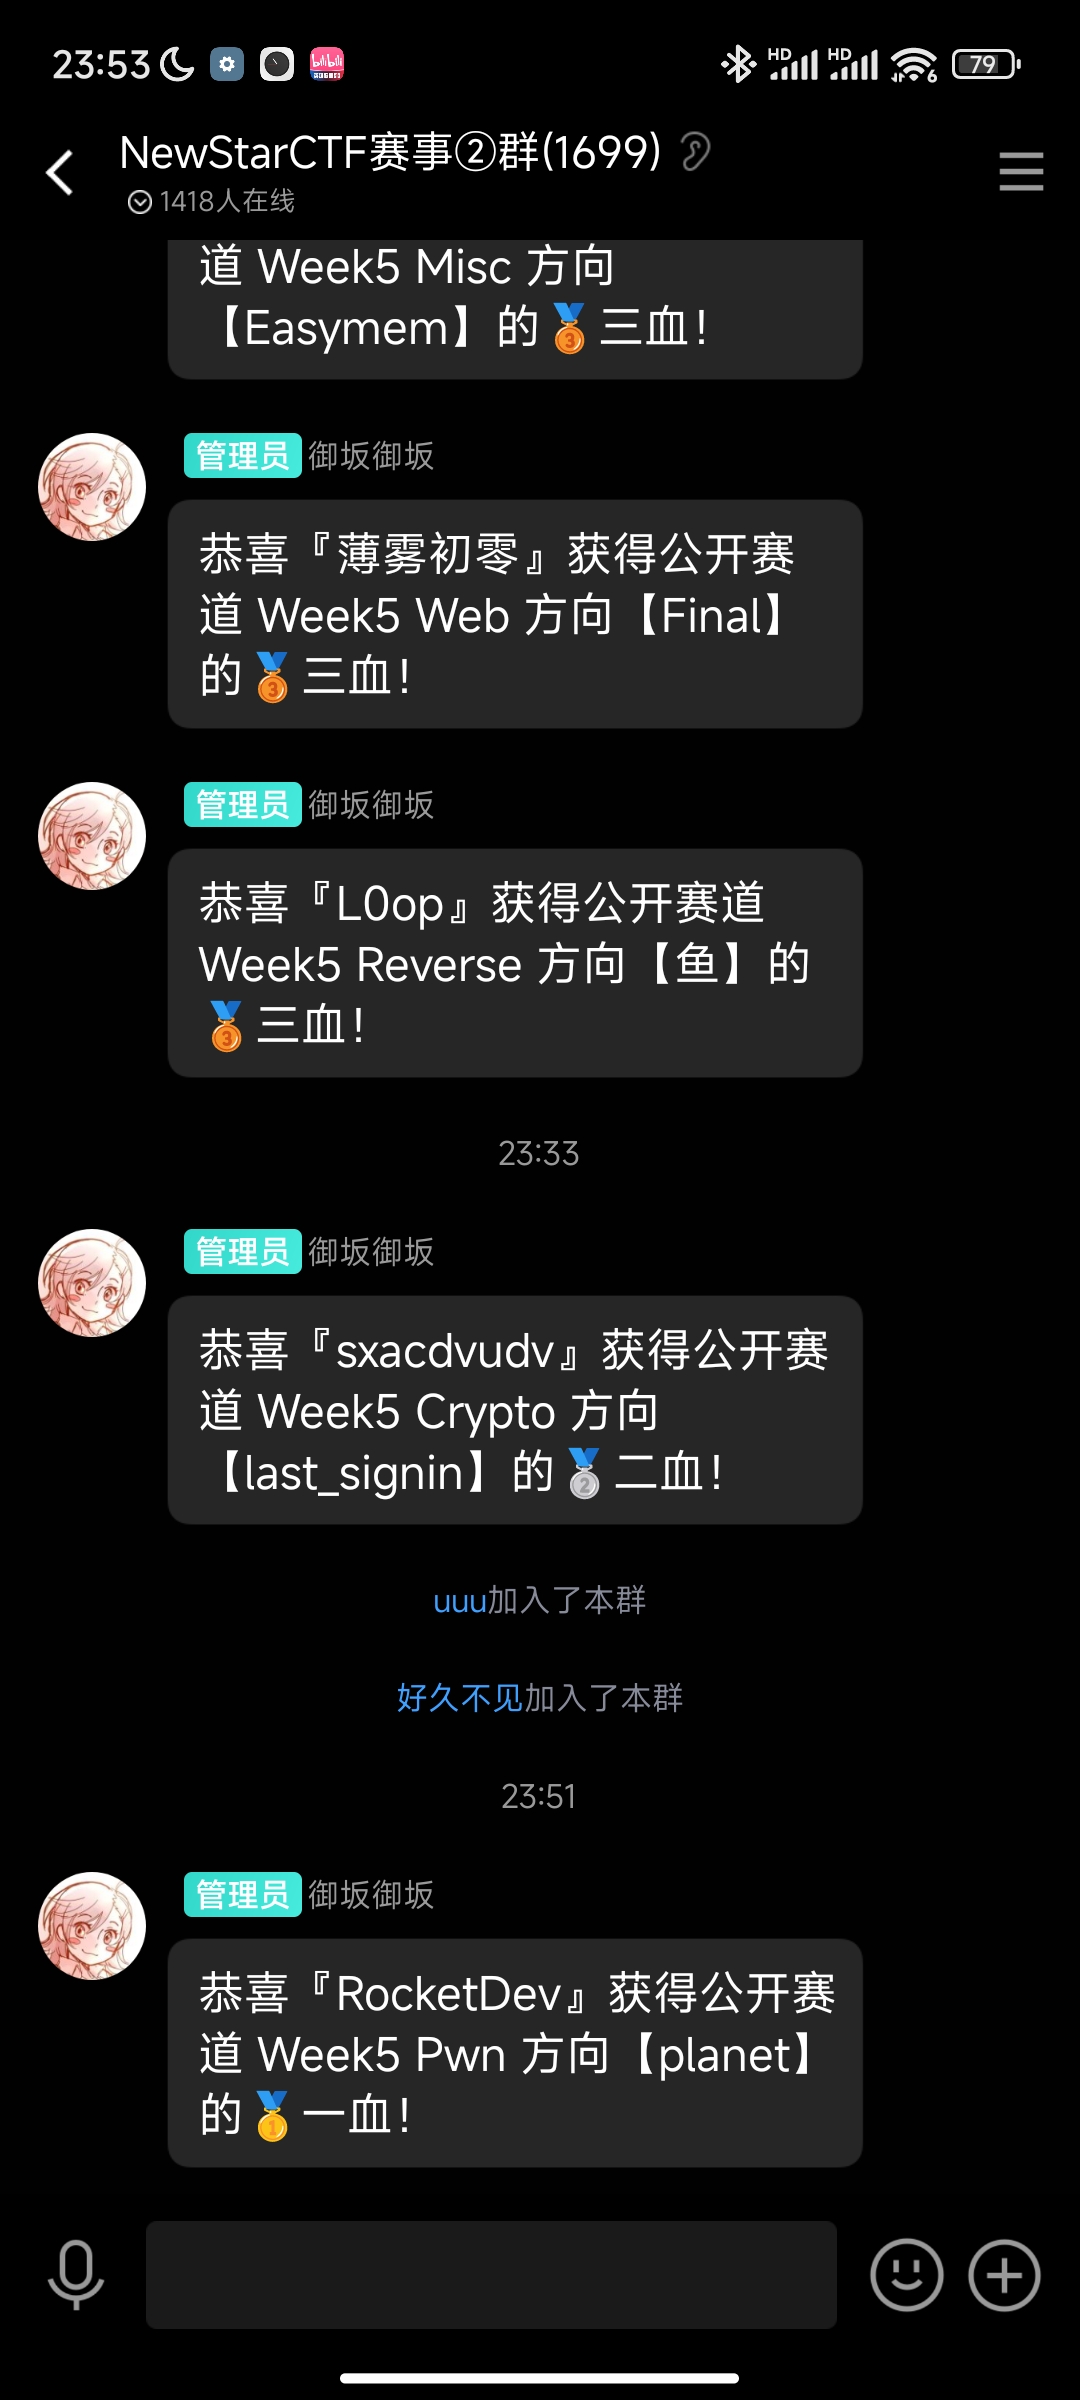 23:53
HD HD 6 79
NewStarCTF赛事②群(1699)
1418人在线
道 Week5 Misc 方向
【Easymem】的🥉三血！
管理员 御坂御坂
恭喜『薄雾初零』获得公开赛
道 Week5 Web 方向【Final】
的🥉三血！
管理员 御坂御坂
恭喜『L0op』获得公开赛道
Week5 Reverse 方向【鱼】的
🥉三血！
23:33
管理员 御坂御坂
恭喜『sxacdvudv』获得公开赛
道 Week5 Crypto 方向
【last_signin】的🥈二血！
uuu加入了本群
好久不见加入了本群
23:51
管理员 御坂御坂
恭喜『RocketDev』获得公开赛
道 Week5 Pwn 方向【planet】
的🥇一血！